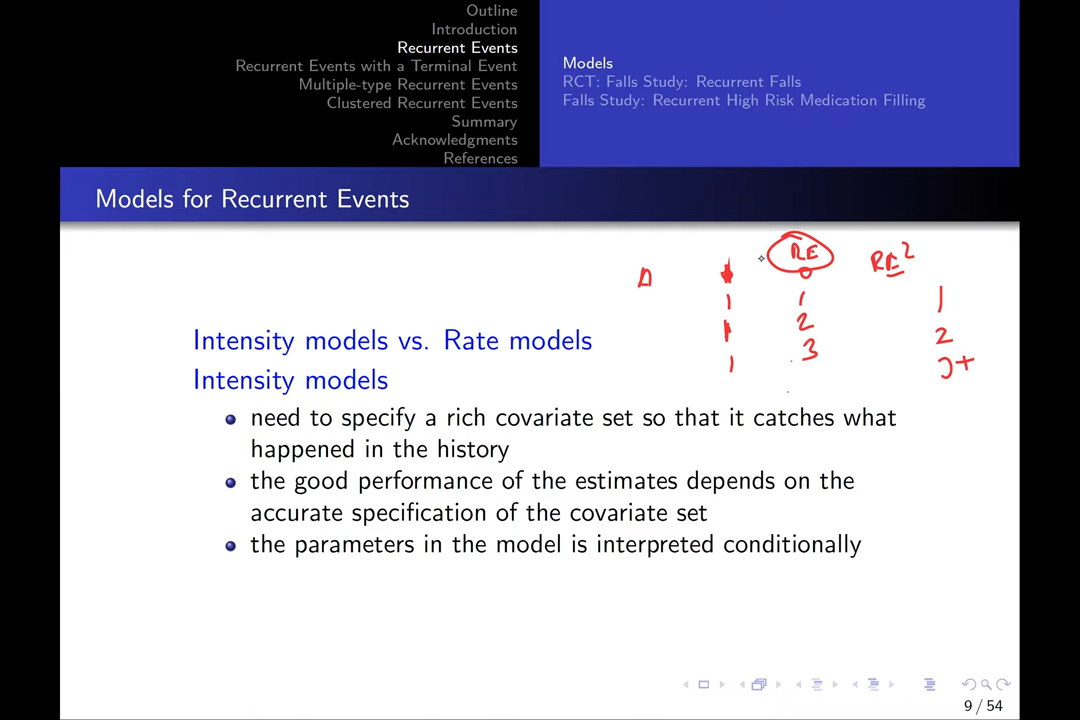 Outline
Introduction
Recurrent Events
Recurrent Events with a Terminal Event
Multiple-type Recurrent Events
Clustered Recurrent Events
Summary
Acknowledgments
References
Models
RCT: Falls Study: Recurrent Falls
Falls Study: Recurrent High Risk Medication Filling
Models for Recurrent Events
RE RE²
1 1 1
1 2 2
1 3
Intensity models vs. Rate models
Intensity models
need to specify a rich covariate set so that it catches what
happened in the history
the good performance of the estimates depends on the
accurate specification of the covariate set
the parameters in the model is interpreted conditionally
9 / 54